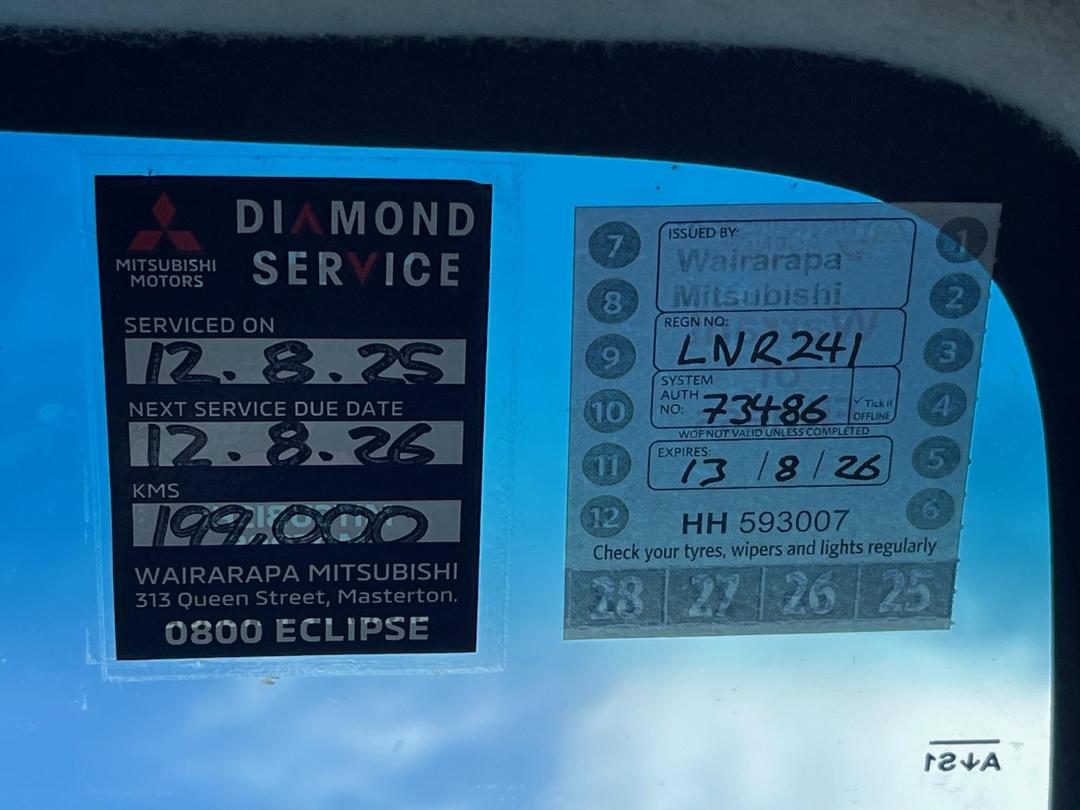 DIAMOND
SERVICE
MITSUBISHI
MOTORS
SERVICED ON
12.8.25
NEXT SERVICE DUE DATE
12.8.26
KMS
199,000
WAIRARAPA MITSUBISHI
313 Queen Street, Masterton.
0800 ECLIPSE
7
8
9
10
11
12
ISSUED BY:
Wairarapa
Mitsubishi
REGN NO:
LNR241
SYSTEM
AUTH
NO: 73486
✓ Tick if
OFFLINE
WOF NOT VALID UNLESS COMPLETED
EXPIRES:
13 / 8 / 26
HH 593007
Check your tyres, wipers and lights regularly
28 27 26 25
1
2
3
4
5
6
A↓S1